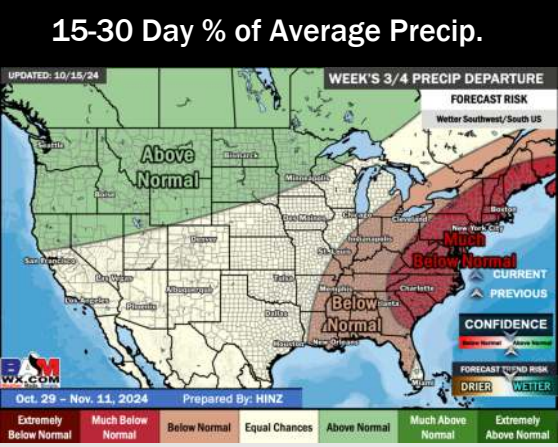 15-30 Day % of Average Precip.
UPDATED: 10/15/24
WEEK'S 3/4 PRECIP DEPARTURE
FORECAST RISK
Wetter Southwest/South US
Seattle
Above
Normal
Bismarck
Minneapolis
Boise
Boston
Des Moines
Chicago
Cleveland
New York City
Much
Below Normal
San Francisco
Denver
Indianapolis
St. Louis
Las Vegas
Los Angeles
Phoenix
Albuquerque
Tulsa
Memphis
Charlotte
Atlanta
Below
Normal
Dallas
Houston
New Orleans
Miami
CURRENT
PREVIOUS
CONFIDENCE
Below Normal
Above Normal
FORECAST TREND RISK
DRIER
WETTER
BAM
WX.COM
Oct. 29 – Nov. 11, 2024
Prepared By: HINZ
Extremely
Below Normal
Much Below
Normal
Below Normal
Equal Chances
Above Normal
Much Above
Normal
Extremely
Above Normal